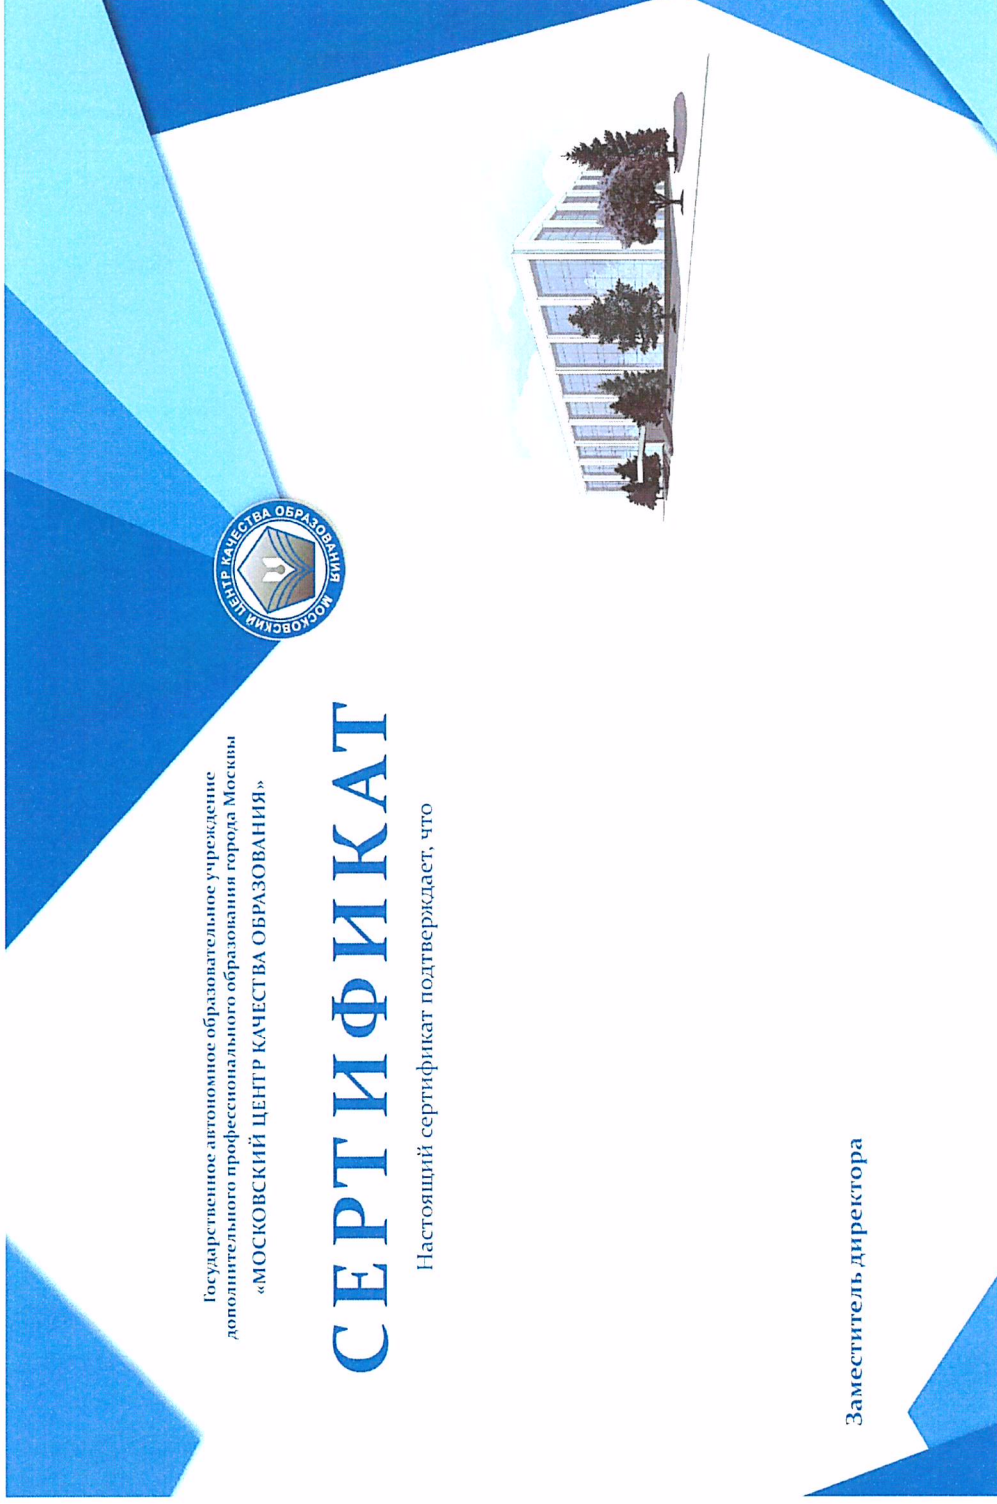 Государственное автономное образовательное учреждение
дополнительного профессионального образования города Москвы
«МОСКОВСКИЙ ЦЕНТР КАЧЕСТВА ОБРАЗОВАНИЯ»
МОСКОВСКИЙ ЦЕНТР КАЧЕСТВА ОБРАЗОВАНИЯ
СЕРТИФИКАТ
Настоящий сертификат подтверждает, что
Заместитель директора